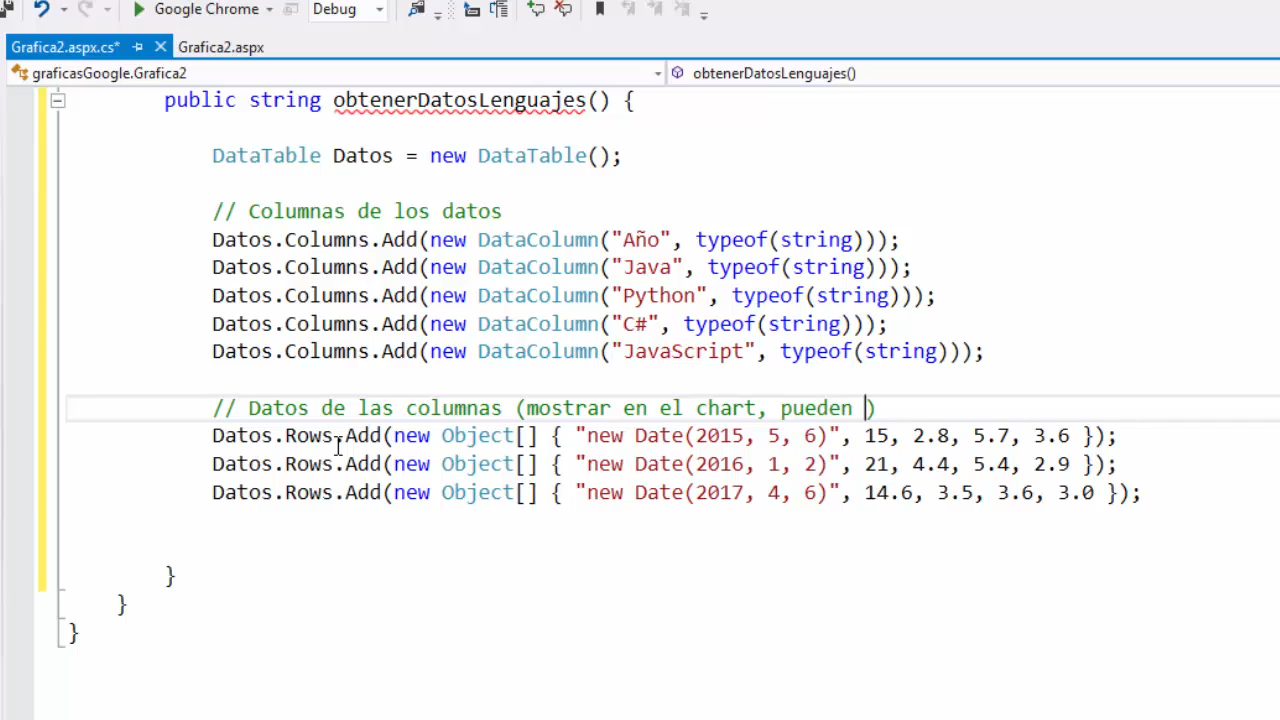 Google Chrome Debug
Grafica2.aspx.cs* Grafica2.aspx
graficasGoogle.Grafica2 obtenerDatosLenguajes()
public string obtenerDatosLenguajes() {
DataTable Datos = new DataTable();
// Columnas de los datos
Datos.Columns.Add(new DataColumn("Año", typeof(string)));
Datos.Columns.Add(new DataColumn("Java", typeof(string)));
Datos.Columns.Add(new DataColumn("Python", typeof(string)));
Datos.Columns.Add(new DataColumn("C#", typeof(string)));
Datos.Columns.Add(new DataColumn("JavaScript", typeof(string)));
// Datos de las columnas (mostrar en el chart, pueden )
Datos.Rows.Add(new Object[] { "new Date(2015, 5, 6)", 15, 2.8, 5.7, 3.6 });
Datos.Rows.Add(new Object[] { "new Date(2016, 1, 2)", 21, 4.4, 5.4, 2.9 });
Datos.Rows.Add(new Object[] { "new Date(2017, 4, 6)", 14.6, 3.5, 3.6, 3.0 });
}
}
}